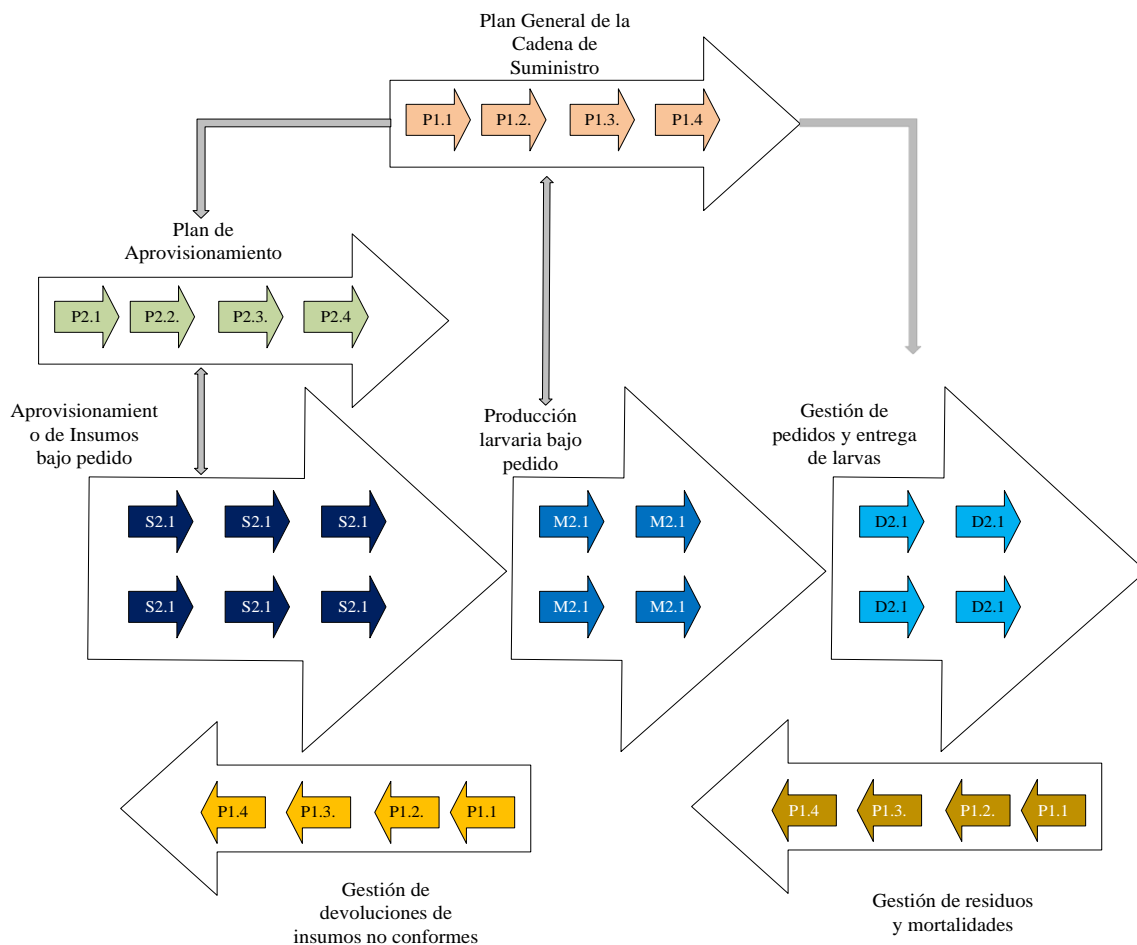 Plan General de la
Cadena de
Suministro
P1.1 P1.2. P1.3. P1.4
Plan de
Aprovisionamiento
P2.1 P2.2. P2.3. P2.4
Aprovisionamient
o de Insumos
bajo pedido
S2.1 S2.1 S2.1
S2.1 S2.1 S2.1
Producción
larvaria bajo
pedido
M2.1 M2.1
M2.1 M2.1
Gestión de
pedidos y entrega
de larvas
D2.1 D2.1
D2.1 D2.1
P1.4 P1.3. P1.2. P1.1
Gestión de
devoluciones de
insumos no conformes
P1.4 P1.3. P1.2. P1.1
Gestión de residuos
y mortalidades